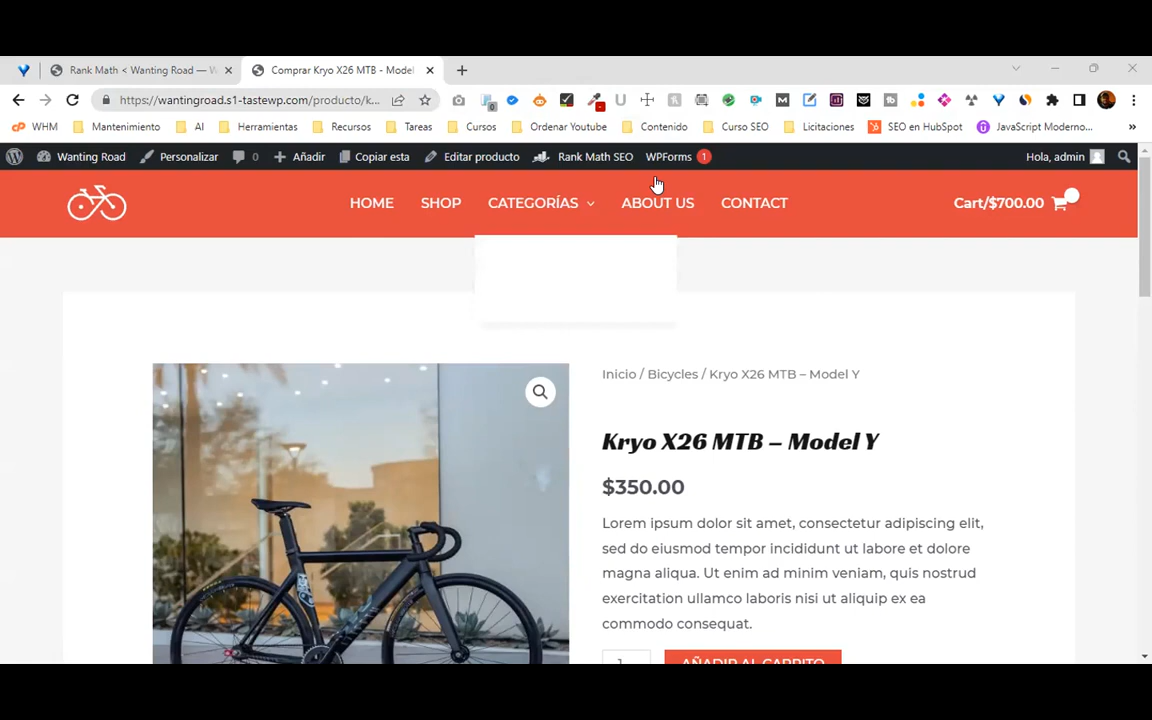 Rank Math < Wanting Road — W
Comprar Kryo X26 MTB - Model
https://wantingroad.s1-tastewp.com/producto/k...
WHM
Mantenimiento
AI
Herramientas
Recursos
Tareas
Cursos
Ordenar Youtube
Contenido
Curso SEO
Licitaciones
SEO en HubSpot
JavaScript Moderno...
Wanting Road
Personalizar
0
Añadir
Copiar esta
Editar producto
Rank Math SEO
WPForms 1
Hola, admin
HOME
SHOP
CATEGORÍAS
ABOUT US
CONTACT
Cart/$700.00
Inicio / Bicycles / Kryo X26 MTB – Model Y
Kryo X26 MTB – Model Y
$350.00
Lorem ipsum dolor sit amet, consectetur adipiscing elit,
sed do eiusmod tempor incididunt ut labore et dolore
magna aliqua. Ut enim ad minim veniam, quis nostrud
exercitation ullamco laboris nisi ut aliquip ex ea
commodo consequat.
1
AÑADIR AL CARRITO